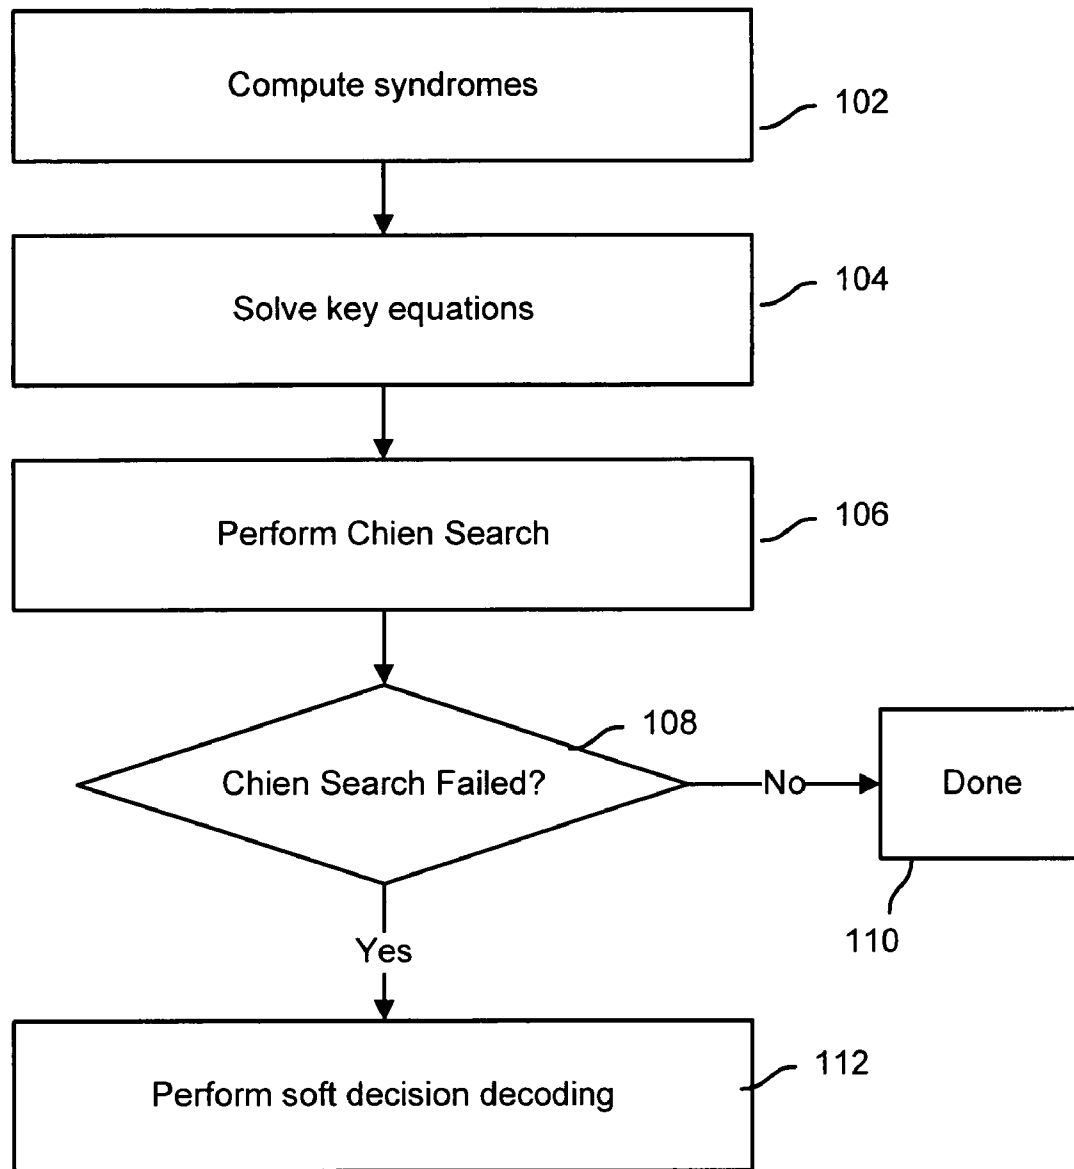 Compute syndromes
102
Solve key equations
104
Perform Chien Search
106
108
Chien Search Failed?
No
Done
110
Yes
Perform soft decision decoding
112